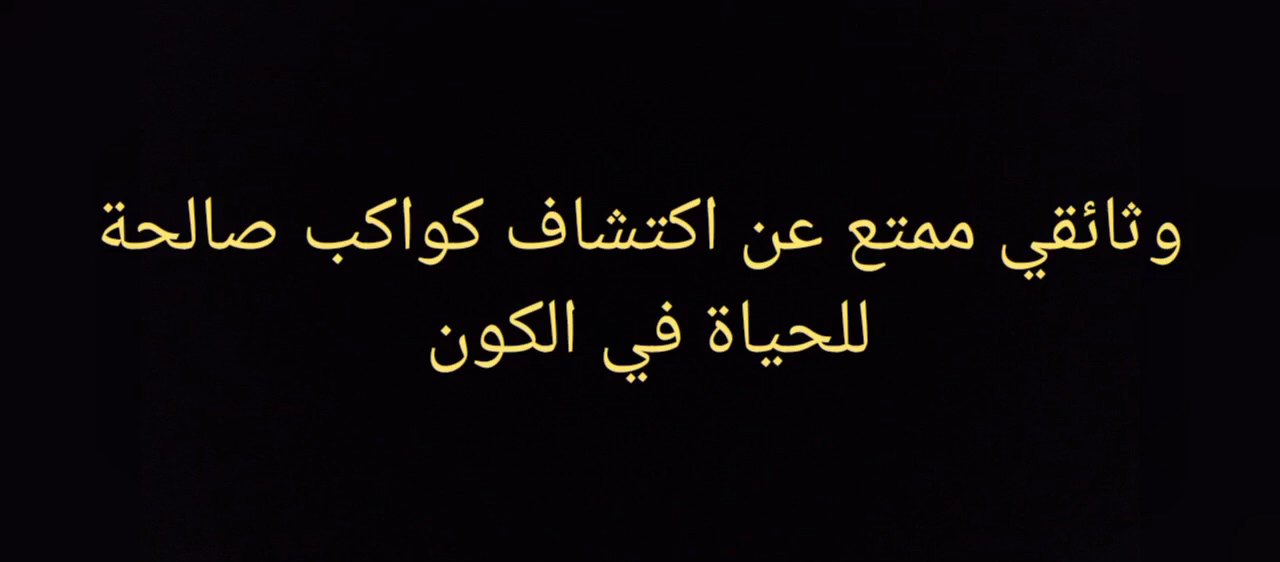 وثائقي ممتع عن اكتشاف كواكب صالحة
للحياة في الكون